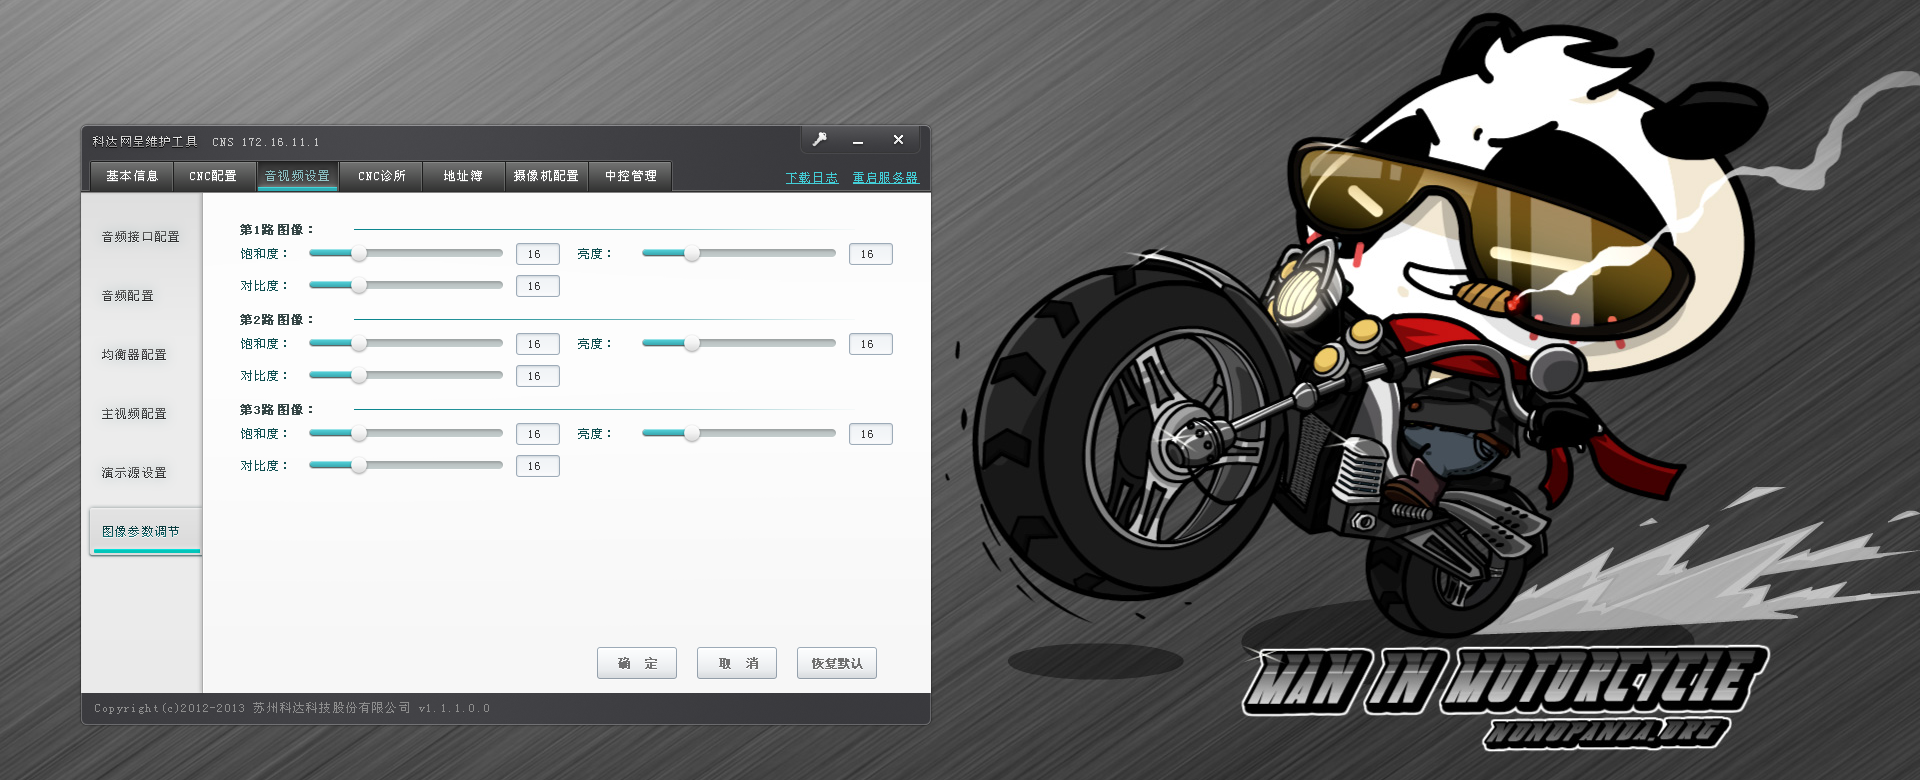 科达网呈维护工具 CNS 172.16.11.1
基本信息 CNC配置 音视频设置 CNC诊所 地址簿 摄像机配置 中控管理 下载日志 重启服务器
音频接口配置
音频配置
均衡器配置
主视频配置
演示源设置
图像参数调节
第1路图像：
饱和度： 16 亮度： 16
对比度： 16
第2路图像：
饱和度： 16 亮度： 16
对比度： 16
第3路图像：
饱和度： 16 亮度： 16
对比度： 16
确 定 取 消 恢复默认
Copyright(c)2012-2013 苏州科达科技股份有限公司 v1.1.1.0.0
MAN IN MOTORCYCLE
NONOPANDA.ORG